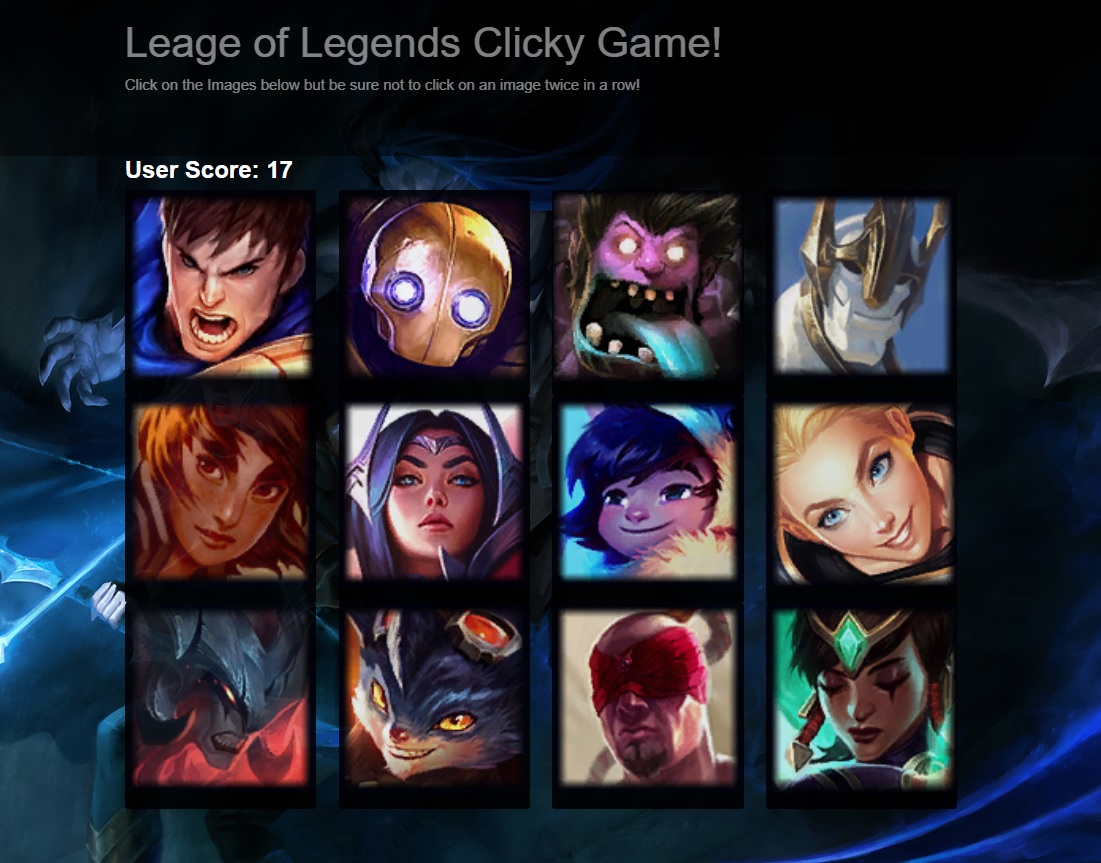 Leage of Legends Clicky Game!
Click on the Images below but be sure not to click on an image twice in a row!
User Score: 17